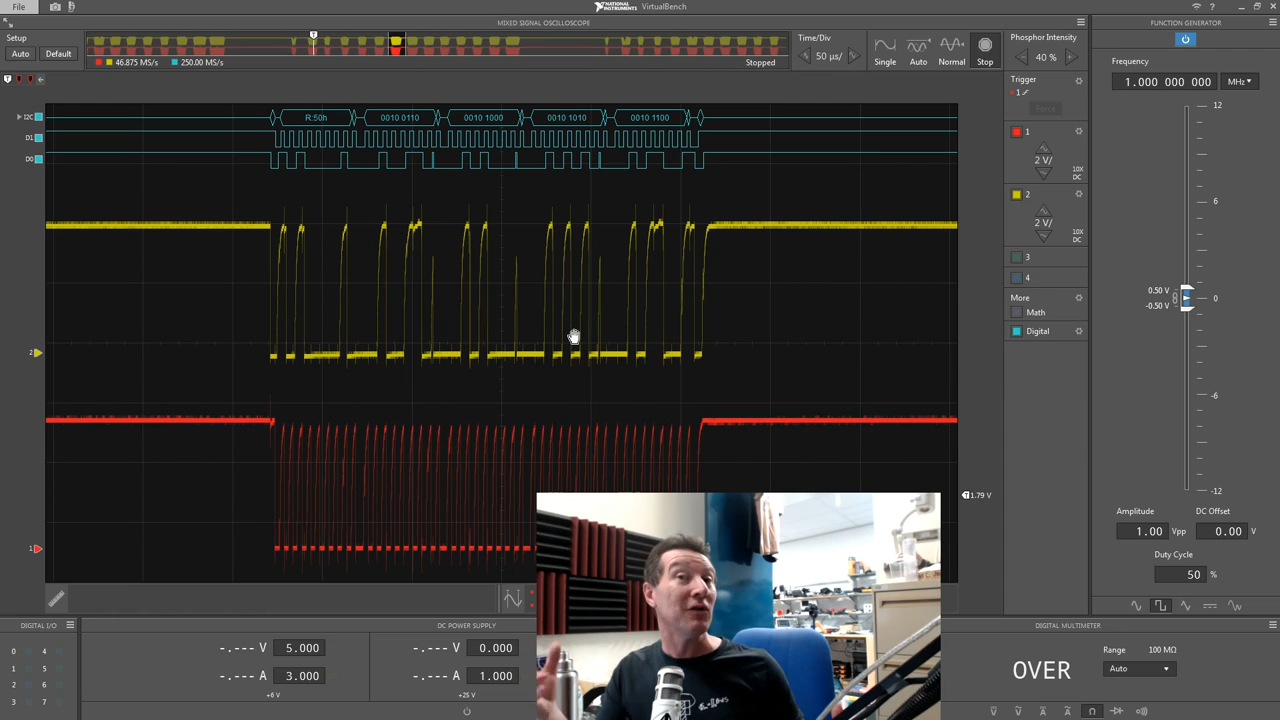 File
NATIONAL INSTRUMENTS VirtualBench
MIXED SIGNAL OSCILLOSCOPE
FUNCTION GENERATOR
Setup
Auto Default
46.875 MS/s 250.00 MS/s
Stopped
Time/Div
50 µs/
Single Auto Normal Stop
Phosphor Intensity
40 %
Trigger
1
Force
1
2 V/
10X
DC
2
2 V/
10X
DC
3
4
More
Math
Digital
I2C R:50h 0010 0110 0010 1000 0010 1010 0010 1100
D1
D0
2
1
T 1.79 V
Frequency
1.000 000 000 MHz
12
6
0.50 V
-0.50 V
0
-6
-12
Amplitude DC Offset
1.00 Vpp 0.00 V
Duty Cycle
50 %
DIGITAL I/O
0 4
1 5
2 6
3 7
DC POWER SUPPLY
-.--- V 5.000
-.--- A 3.000
+6 V
-.--- V 0.000
-.--- A 1.000
+25 V
DIGITAL MULTIMETER
OVER
Range 100 MΩ
Auto